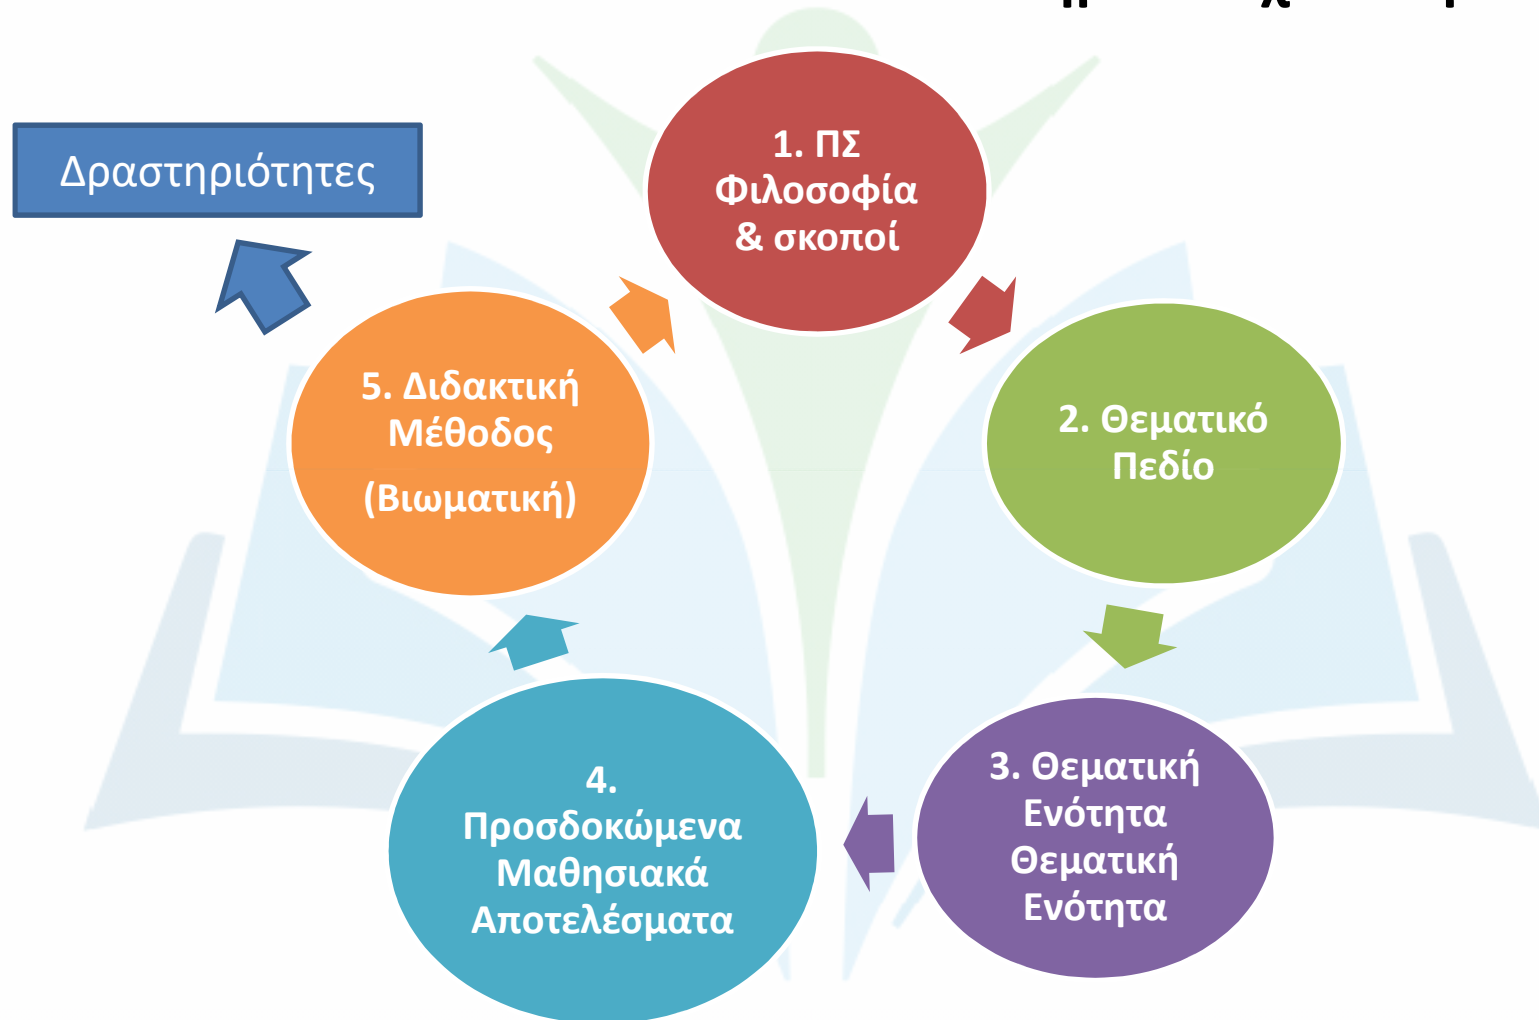 Δραστηριότητες
1. ΠΣ
Φιλοσοφία
& σκοποί
2. Θεματικό
Πεδίο
3. Θεματική
Ενότητα
Θεματική
Ενότητα
4.
Προσδοκώμενα
Μαθησιακά
Αποτελέσματα
5. Διδακτική
Μέθοδος
(Βιωματική)